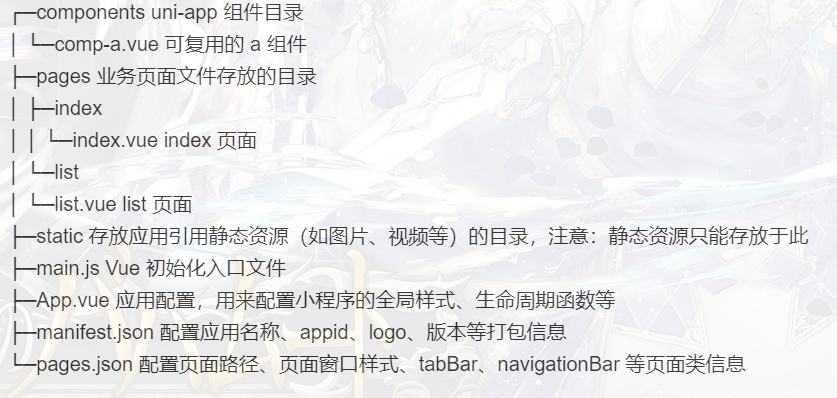 ┌─components uni-app 组件目录
│ └─comp-a.vue 可复用的 a 组件
├─pages 业务页面文件存放的目录
│ ├─index
│ │ └─index.vue index 页面
│ └─list
│ └─list.vue list 页面
├─static 存放应用引用静态资源（如图片、视频等）的目录，注意：静态资源只能存放于此
├─main.js Vue 初始化入口文件
├─App.vue 应用配置，用来配置小程序的全局样式、生命周期函数等
├─manifest.json 配置应用名称、appid、logo、版本等打包信息
└─pages.json 配置页面路径、页面窗口样式、tabBar、navigationBar 等页面类信息